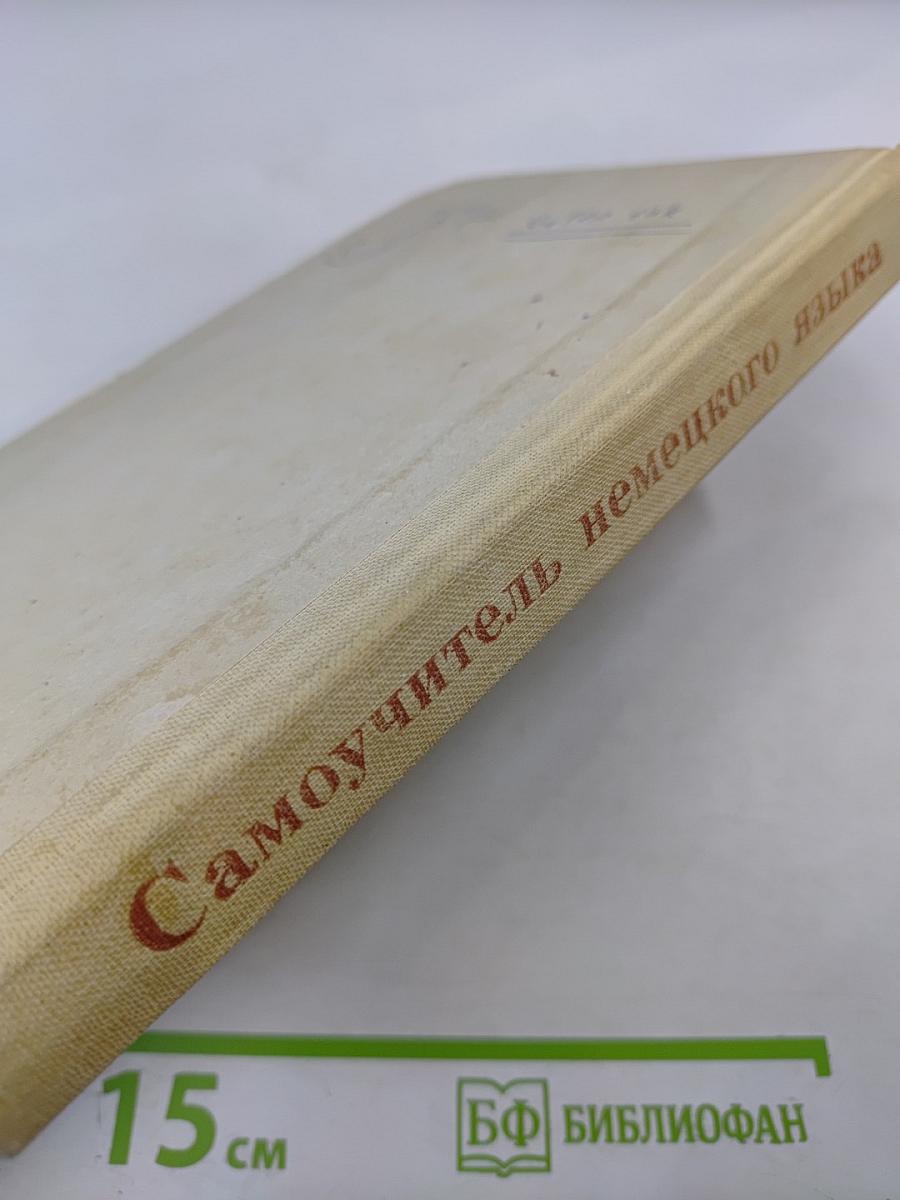 Самоучитель немецкого языка
15 см
БФ БИБЛИОФАН